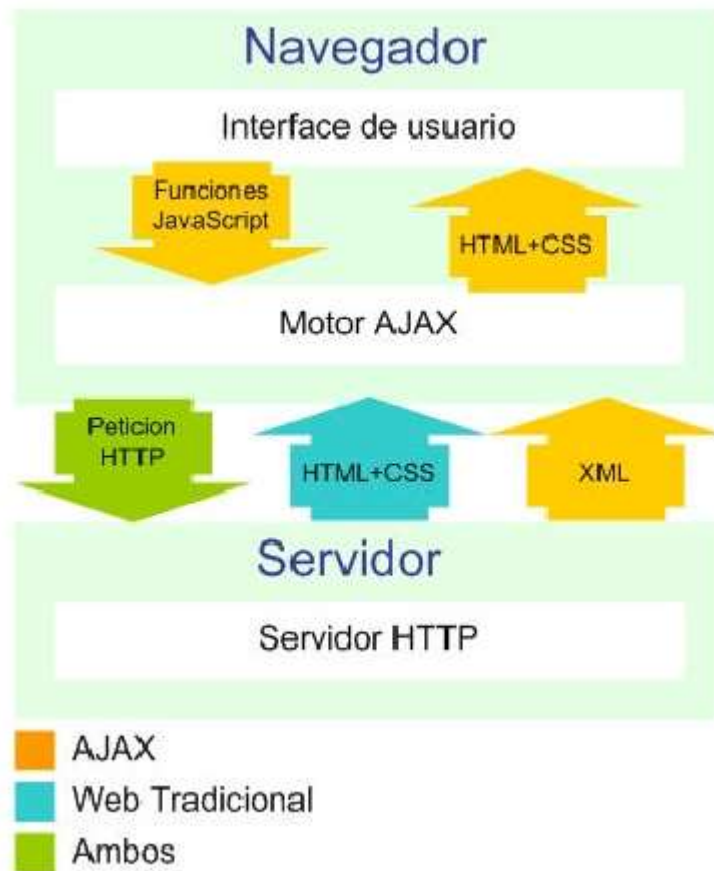 Navegador
Interface de usuario
Funciones
JavaScript
HTML+CSS
Motor AJAX
Peticion
HTTP
HTML+CSS
XML
Servidor
Servidor HTTP
AJAX
Web Tradicional
Ambos